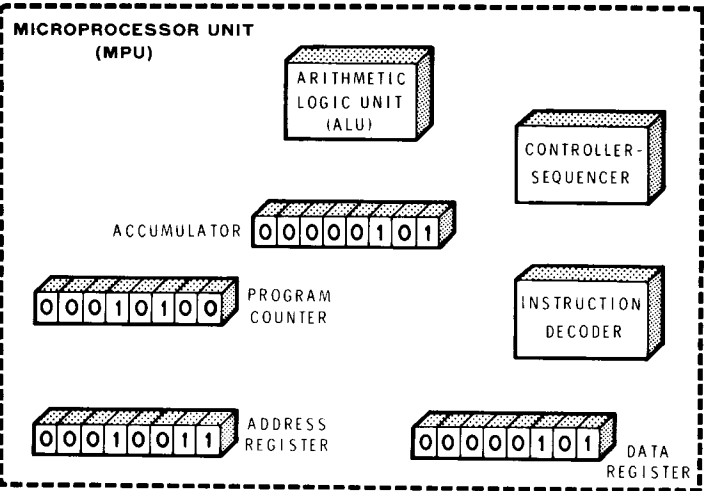 MICROPROCESSOR UNIT
(MPU)
ARITHMETIC
LOGIC UNIT
(ALU)
CONTROLLER-
SEQUENCER
ACCUMULATOR
00000101
00010100
PROGRAM
COUNTER
INSTRUCTION
DECODER
00010011
ADDRESS
REGISTER
00000101
DATA
REGISTER